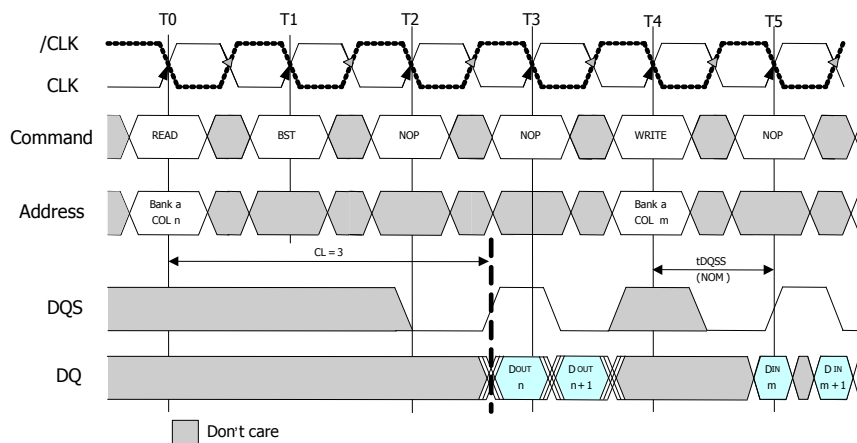 T0 T1 T2 T3 T4 T5
/CLK
CLK
Command READ BST NOP NOP WRITE NOP
Address Bank a COL n Bank a COL m
CL = 3
tDQSS
(NOM)
DQS
DQ DOUT n DOUT n+1 DIN m DIN m+1
Don't care